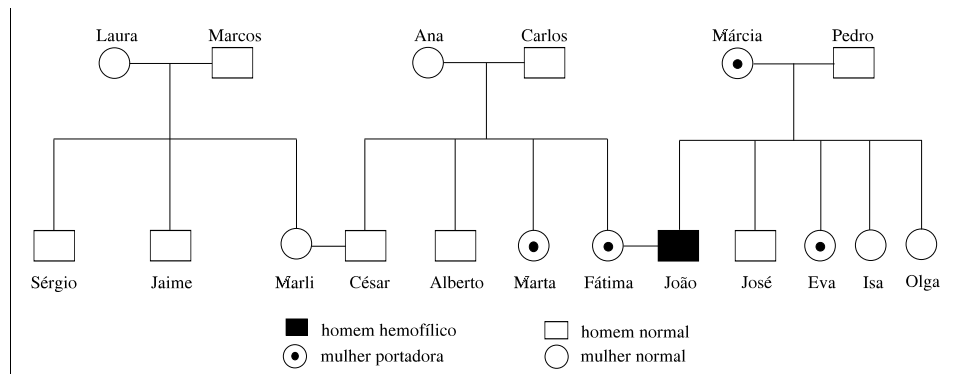 Laura Marcos Ana Carlos Márcia Pedro
Sérgio Jaime Marli César Alberto Marta Fátima João José Eva Isa Olga
homem hemofílico homem normal
mulher portadora mulher normal